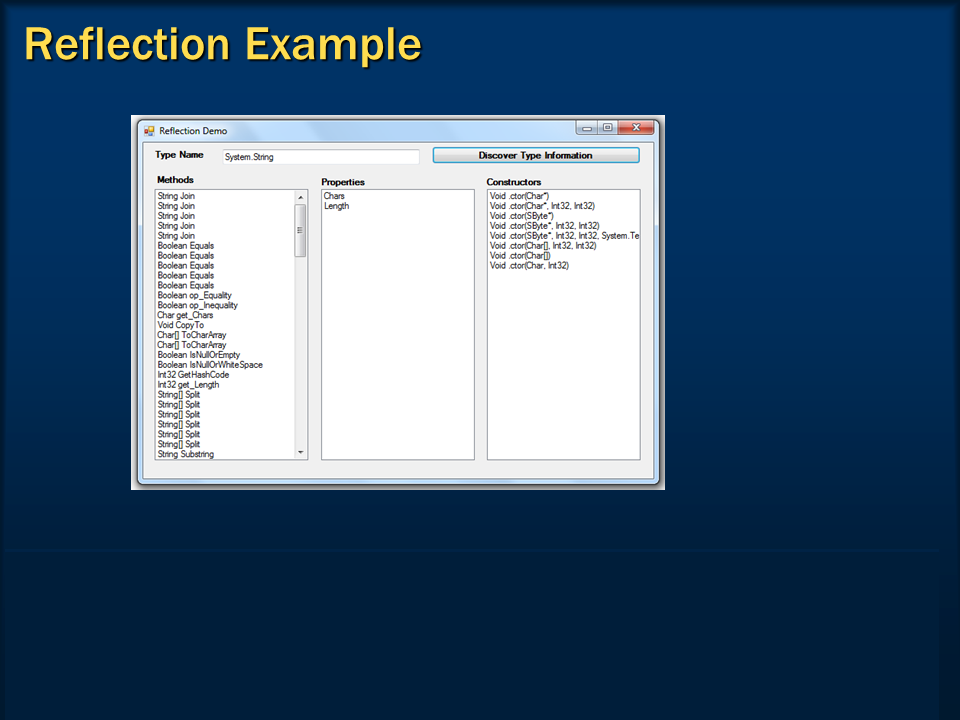 Reflection Example
Reflection Demo
Type Name
System.String
Discover Type Information
Methods
String Join
String Join
String Join
String Join
String Join
Boolean Equals
Boolean Equals
Boolean Equals
Boolean Equals
Boolean Equals
Boolean op_Equality
Boolean op_Inequality
Char get_Chars
Void CopyTo
Char[] ToCharArray
Char[] ToCharArray
Boolean IsNullOrEmpty
Boolean IsNullOrWhiteSpace
Int32 GetHashCode
Int32 get_Length
String[] Split
String[] Split
String[] Split
String[] Split
String[] Split
String[] Split
String Substring
Properties
Chars
Length
Constructors
Void .ctor(Char*)
Void .ctor(Char*, Int32, Int32)
Void .ctor(SByte*)
Void .ctor(SByte*, Int32, Int32)
Void .ctor(SByte*, Int32, Int32, System.Te
Void .ctor(Char[], Int32, Int32)
Void .ctor(Char[])
Void .ctor(Char, Int32)